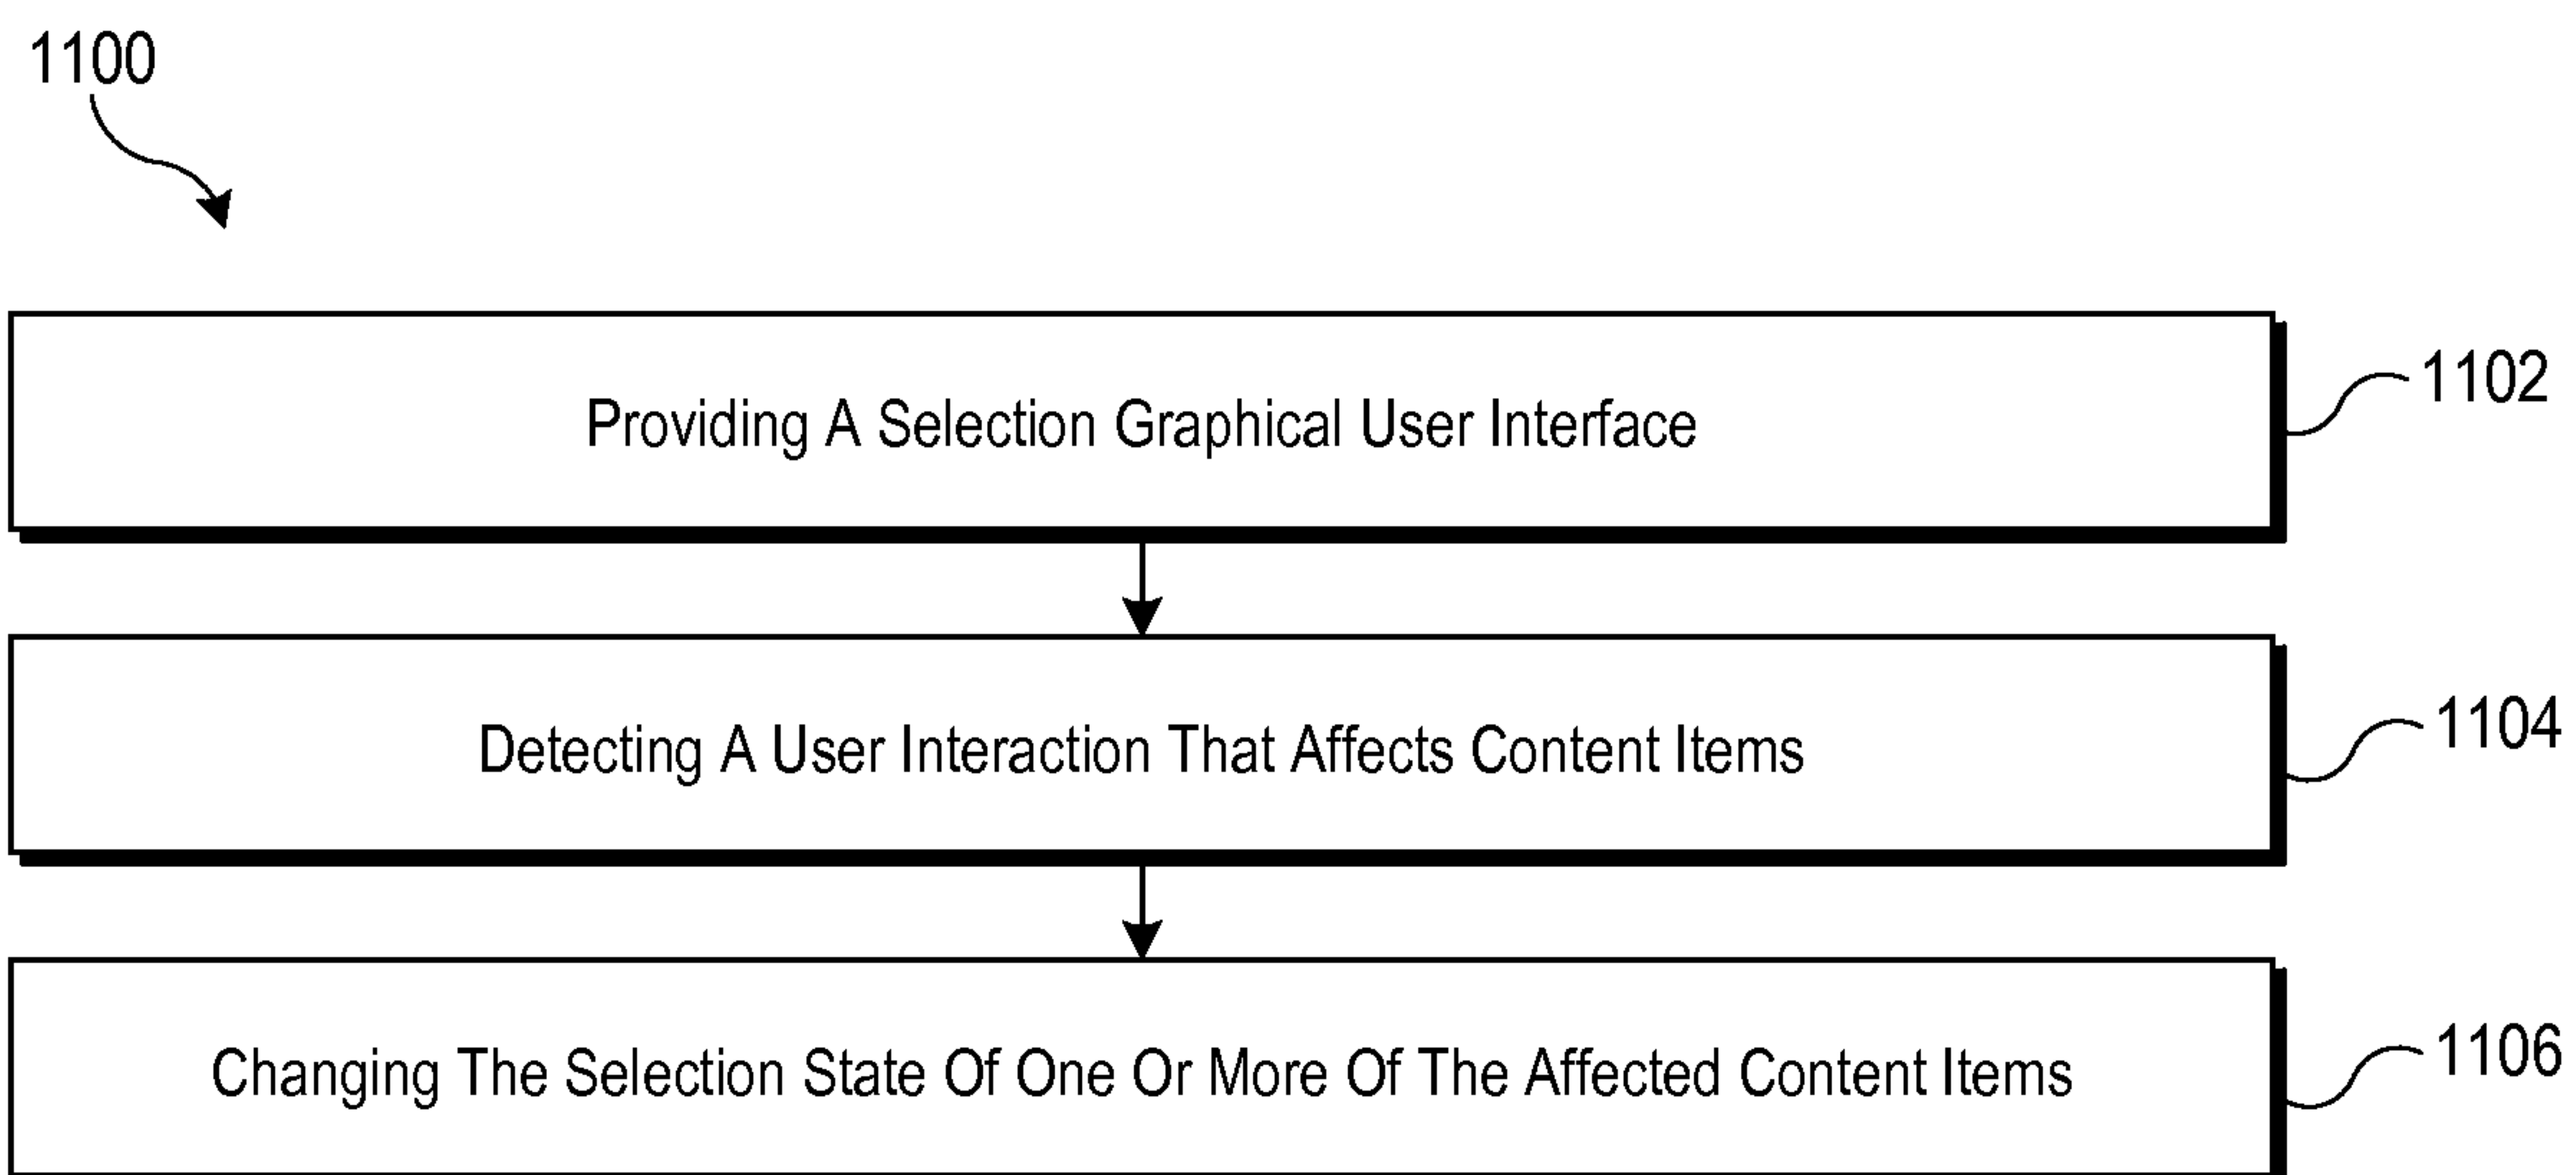 1100
Providing A Selection Graphical User Interface
1102
Detecting A User Interaction That Affects Content Items
1104
Changing The Selection State Of One Or More Of The Affected Content Items
1106